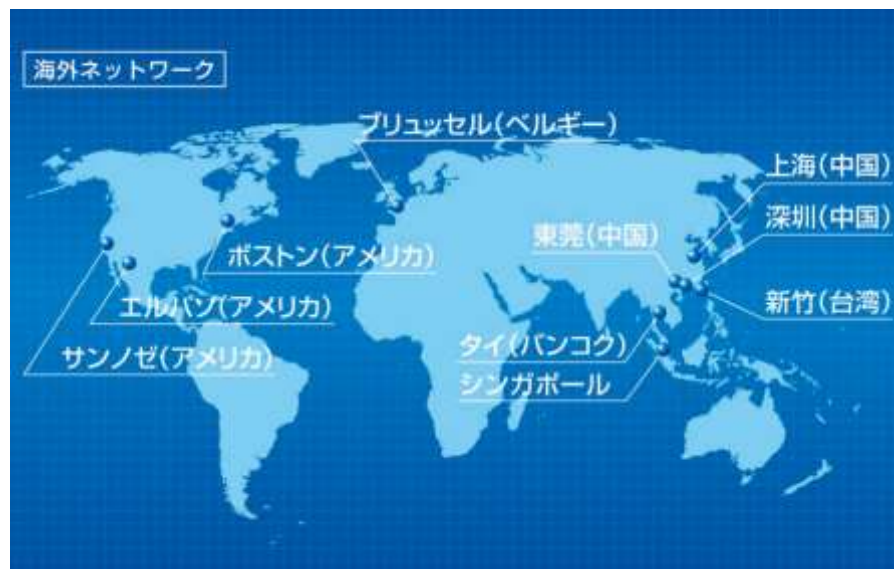 海外ネットワーク
ブリュッセル(ベルギー)
上海(中国)
深圳(中国)
東莞(中国)
ボストン(アメリカ)
エルパソ(アメリカ)
新竹(台湾)
サンノゼ(アメリカ)
タイ(バンコク)
シンガポール